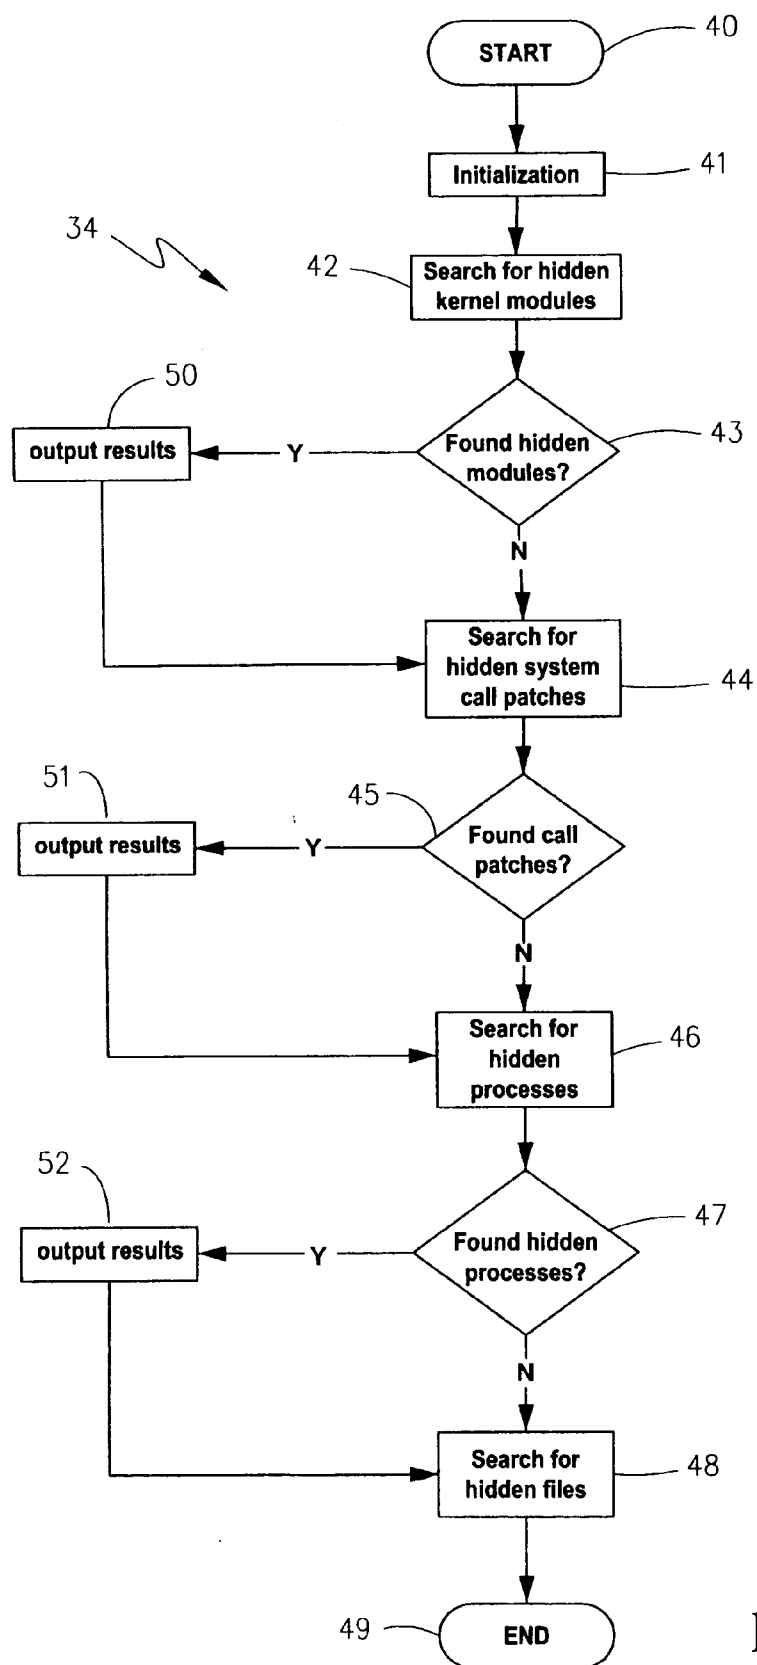 START
40
Initialization
41
34
42
Search for hidden
kernel modules
50
output results
Y
Found hidden
modules?
43
N
Search for
hidden system
call patches
44
51
output results
Y
45
Found call
patches?
N
Search for
hidden
processes
46
52
output results
Y
Found hidden
processes?
47
N
Search for
hidden files
48
49
END